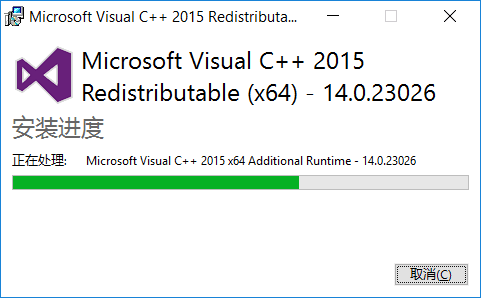 Microsoft Visual C++ 2015 Redistributa...
Microsoft Visual C++ 2015
Redistributable (x64) - 14.0.23026
安装进度
正在处理: Microsoft Visual C++ 2015 x64 Additional Runtime - 14.0.23026
取消(C)